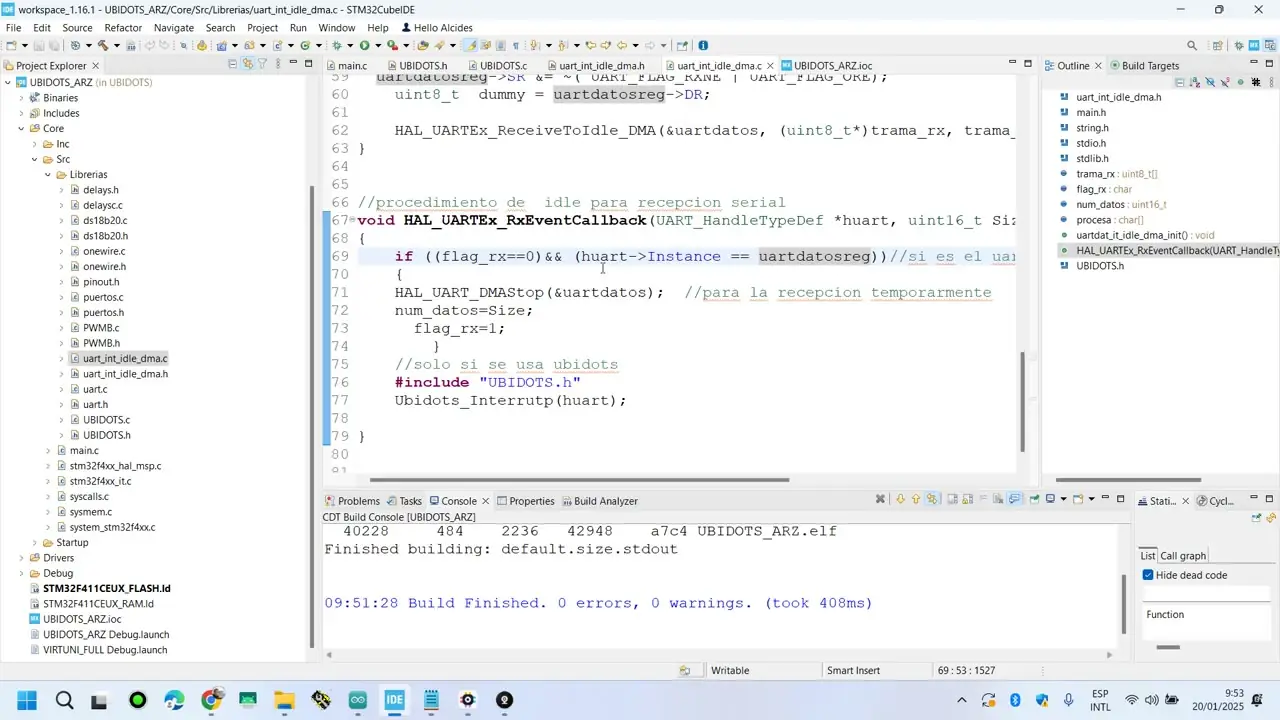 workspace_1.16.1 - UBIDOTS_ARZ/Core/Src/Librerias/uart_int_idle_dma.c - STM32CubeIDE
File Edit Source Refactor Navigate Search Project Run Window Help Hello Alcides
Project Explorer
UBIDOTS_ARZ (in UBIDOTS)
Binaries
Includes
Core
Inc
Src
Librerias
delays.h
delaysc.c
ds18b20.c
ds18b20.h
onewire.c
onewire.h
pinout.h
puertos.c
puertos.h
PWMB.c
PWMB.h
uart_int_idle_dma.c
uart_int_idle_dma.h
uart.c
uart.h
UBIDOTS.c
UBIDOTS.h
main.c
stm32f4xx_hal_msp.c
stm32f4xx_it.c
syscalls.c
sysmem.c
system_stm32f4xx.c
Startup
Drivers
Debug
STM32F411CEUX_FLASH.ld
STM32F411CEUX_RAM.ld
UBIDOTS_ARZ.ioc
UBIDOTS_ARZ Debug.launch
VIRTUNI_FULL Debug.launch
main.c UBIDOTS.h UBIDOTS.c uart_int_idle_dma.h uart_int_idle_dma.c UBIDOTS_ARZ.ioc
59 uartdatosreg->SR &= ~( UART_FLAG_RXNE | UART_FLAG_ORE);
60 uint8_t dummy = uartdatosreg->DR;
61
62 HAL_UARTEx_ReceiveToIdle_DMA(&uartdatos, (uint8_t*)trama_rx, trama_
63 }
64
65
66 //procedimiento de idle para recepcion serial
67 void HAL_UARTEx_RxEventCallback(UART_HandleTypeDef *huart, uint16_t Siz
68 {
69 if ((flag_rx==0)&& (huart->Instance == uartdatosreg))//si es el uar
70 {
71 HAL_UART_DMAStop(&uartdatos); //para la recepcion temporarmente
72 num_datos=Size;
73 flag_rx=1;
74 }
75 //solo si se usa ubidots
76 #include "UBIDOTS.h"
77 Ubidots_Interrutp(huart);
78
79 }
80
81
Outline Build Targets
uart_int_idle_dma.h
main.h
string.h
stdio.h
stdlib.h
trama_rx : uint8_t[]
flag_rx : char
num_datos : uint16_t
procesa : char[]
uartdat_it_idle_dma_init() : void
HAL_UARTEx_RxEventCallback(UART_HandleTy
UBIDOTS.h
Problems Tasks Console Properties Build Analyzer
CDT Build Console [UBIDOTS_ARZ]
40228 484 2236 42948 a7c4 UBIDOTS_ARZ.elf
Finished building: default.size.stdout
09:51:28 Build Finished. 0 errors, 0 warnings. (took 408ms)
Stati... Cycl...
List Call graph
Hide dead code
Function
Writable Smart Insert 69 : 53 : 1527
IDE
ESP
INTL
9:53
20/01/2025